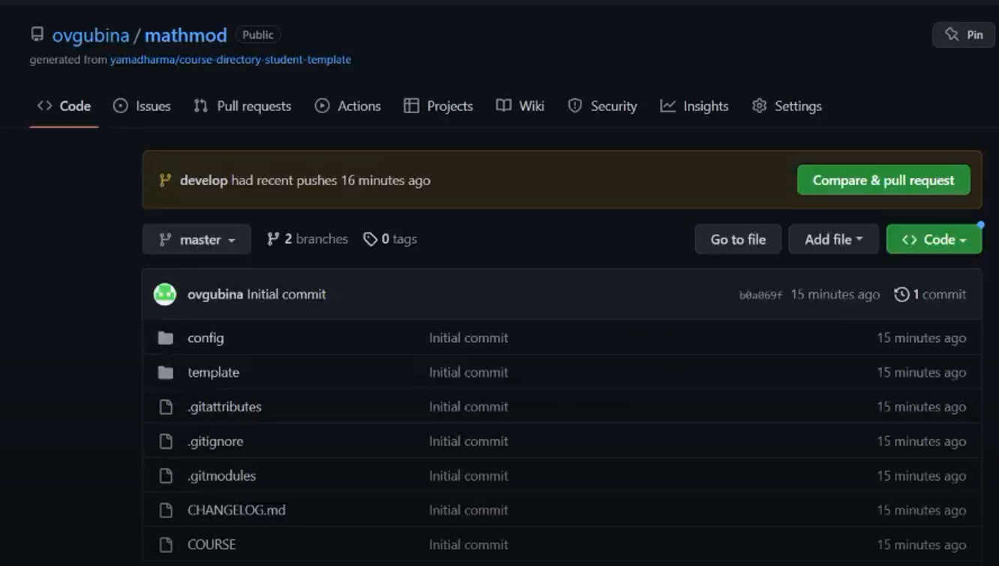 ovgubina / mathmod Public
Pin
generated from yamadharma/course-directory-student-template
Code Issues Pull requests Actions Projects Wiki Security Insights Settings
develop had recent pushes 16 minutes ago
Compare & pull request
master 2 branches 0 tags Go to file Add file Code
ovgubina Initial commit b0a069f 15 minutes ago 1 commit
config Initial commit 15 minutes ago
template Initial commit 15 minutes ago
.gitattributes Initial commit 15 minutes ago
.gitignore Initial commit 15 minutes ago
.gitmodules Initial commit 15 minutes ago
CHANGELOG.md Initial commit 15 minutes ago
COURSE Initial commit 15 minutes ago